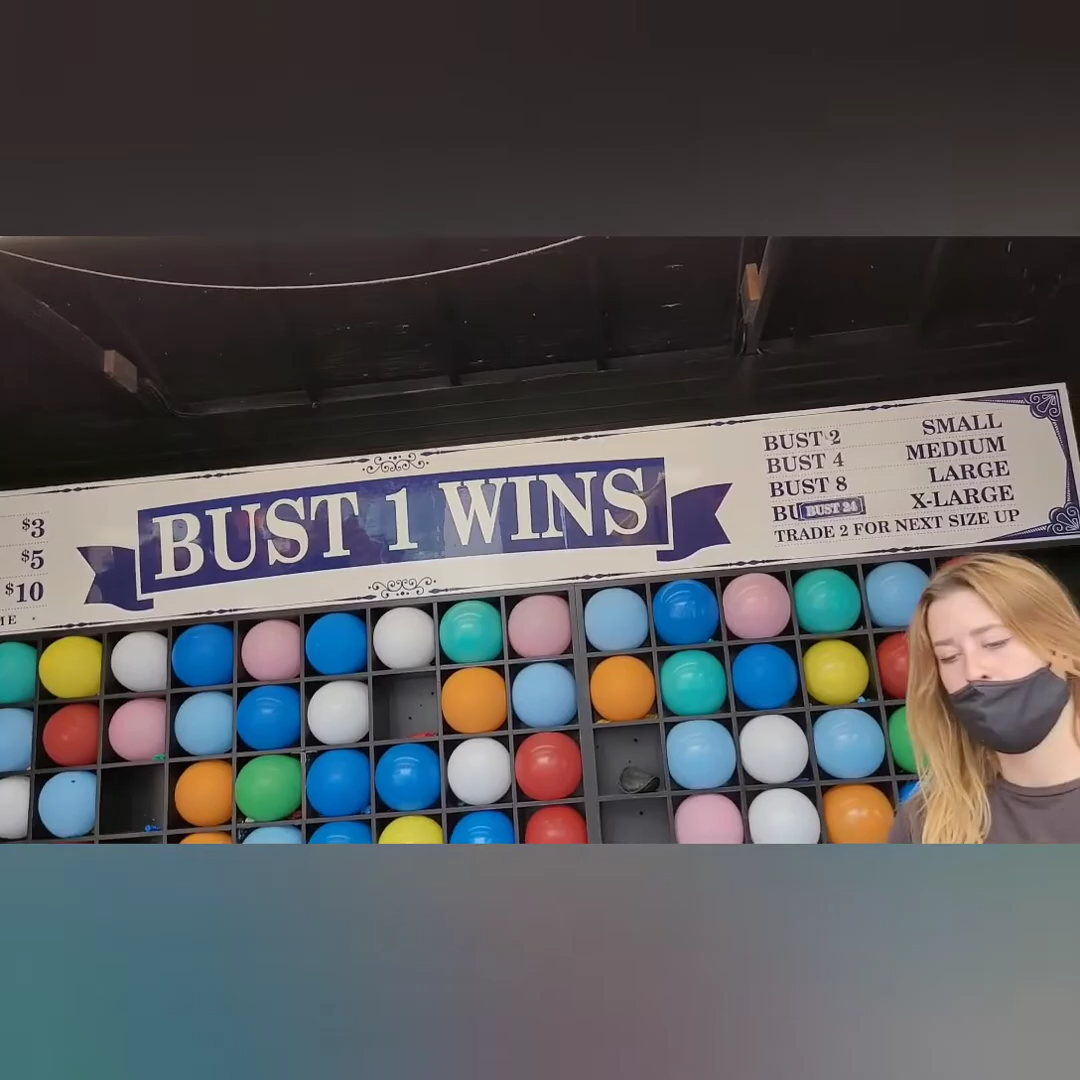 $3
$5
$10
ME
BUST 1 WINS
BUST 2 SMALL
BUST 4 MEDIUM
BUST 8 LARGE
BU BUST 24 X-LARGE
TRADE 2 FOR NEXT SIZE UP